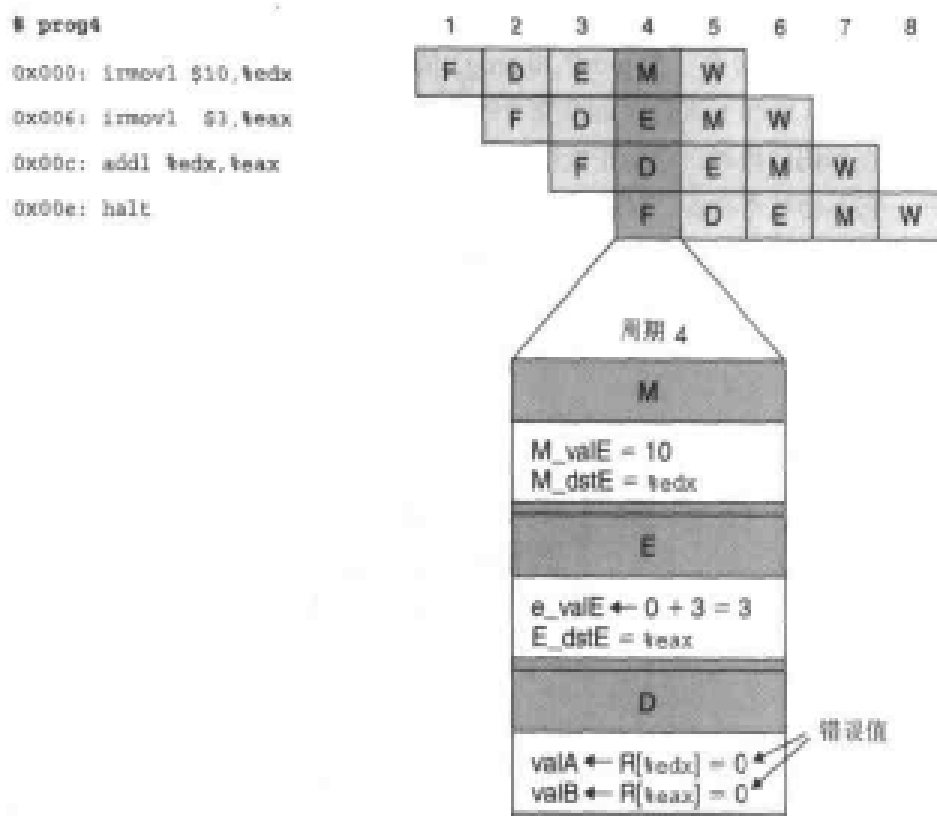 # prog4
1 2 3 4 5 6 7 8
0x000: irmovl $10,%edx
F D E M W
0x006: irmovl $3,%eax
F D E M W
0x00c: addl %edx,%eax
F D E M W
0x00e: halt
F D E M W
周期 4
M
M_valE = 10
M_dstE = %edx
E
e_valE ← 0 + 3 = 3
E_dstE = %eax
D
错误值
valA ← R[%edx] = 0
valB ← R[%eax] = 0